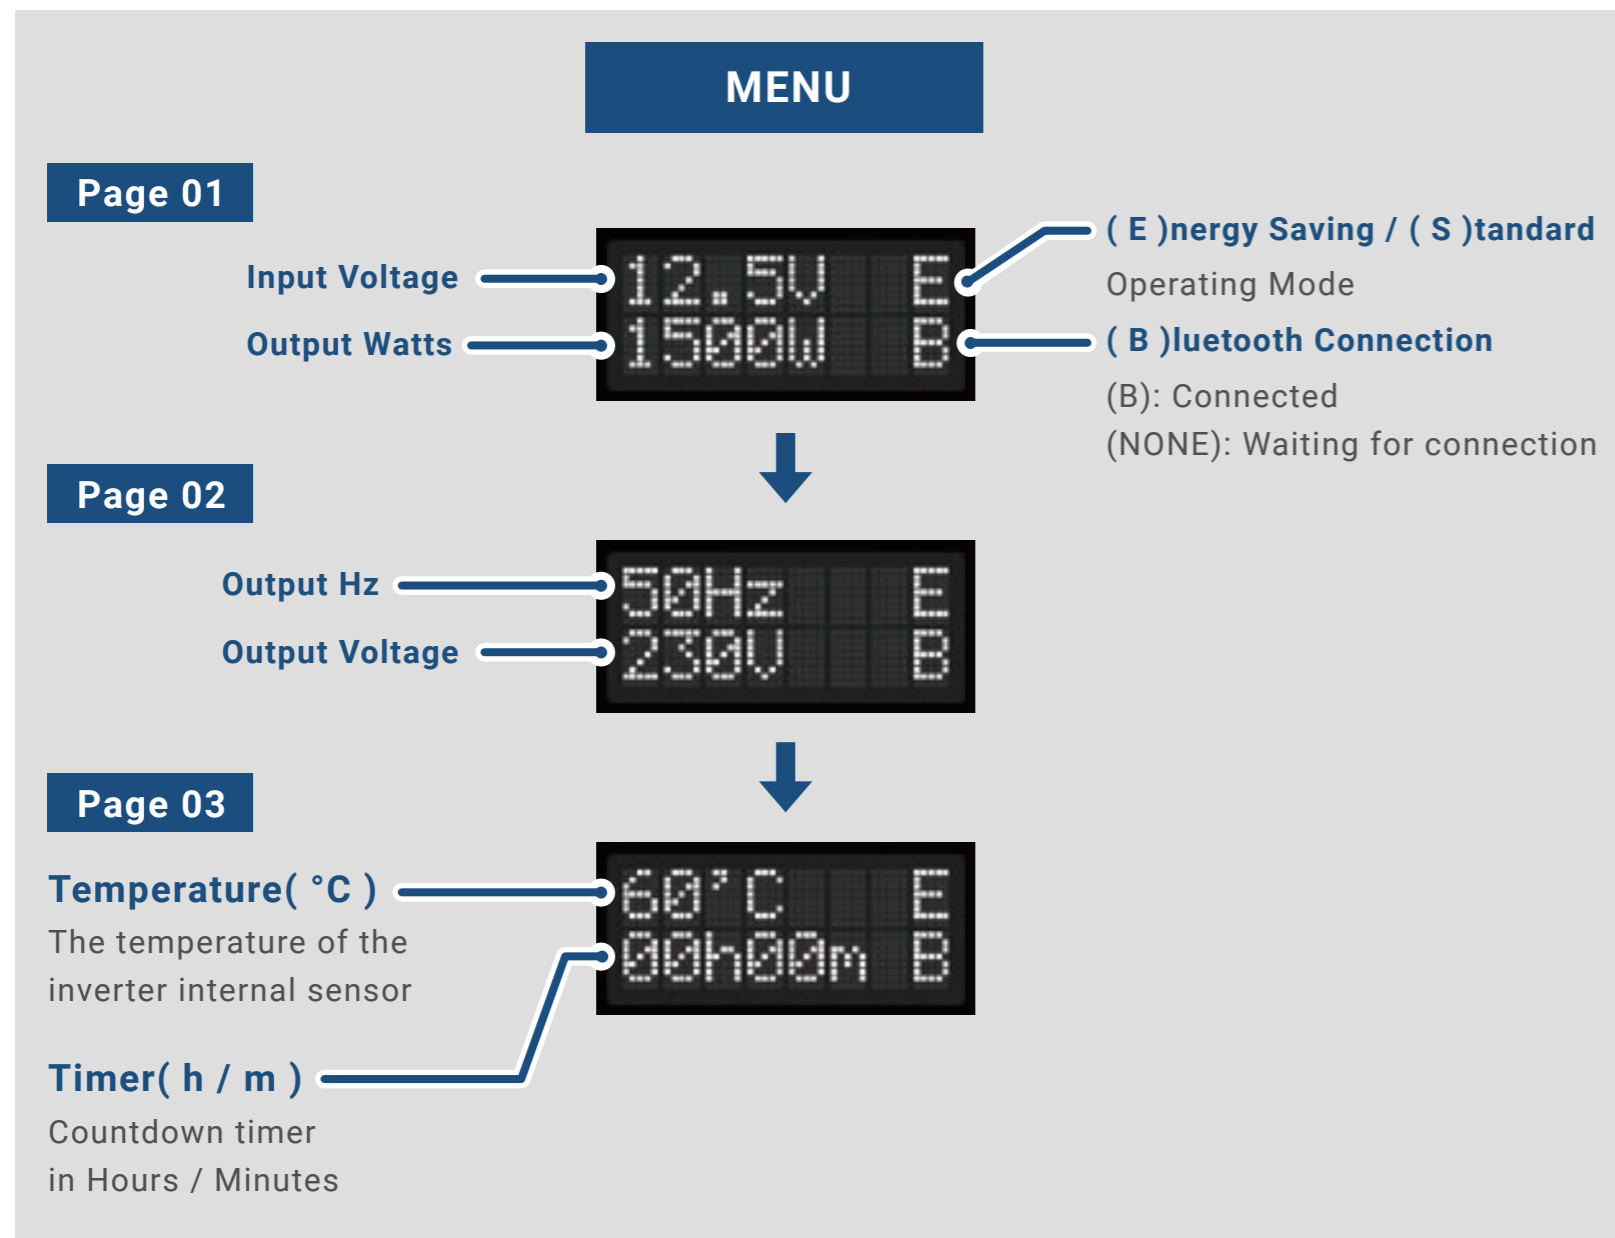 MENU
Page 01
Input Voltage
Output Watts
12.5V E
1500W B
( E )nergy Saving / ( S )tandard
Operating Mode
( B )luetooth Connection
(B): Connected
(NONE): Waiting for connection
Page 02
Output Hz
Output Voltage
50Hz E
230V B
Page 03
Temperature( °C )
The temperature of the
inverter internal sensor
Timer( h / m )
Countdown timer
in Hours / Minutes
60'C E
00h00m B